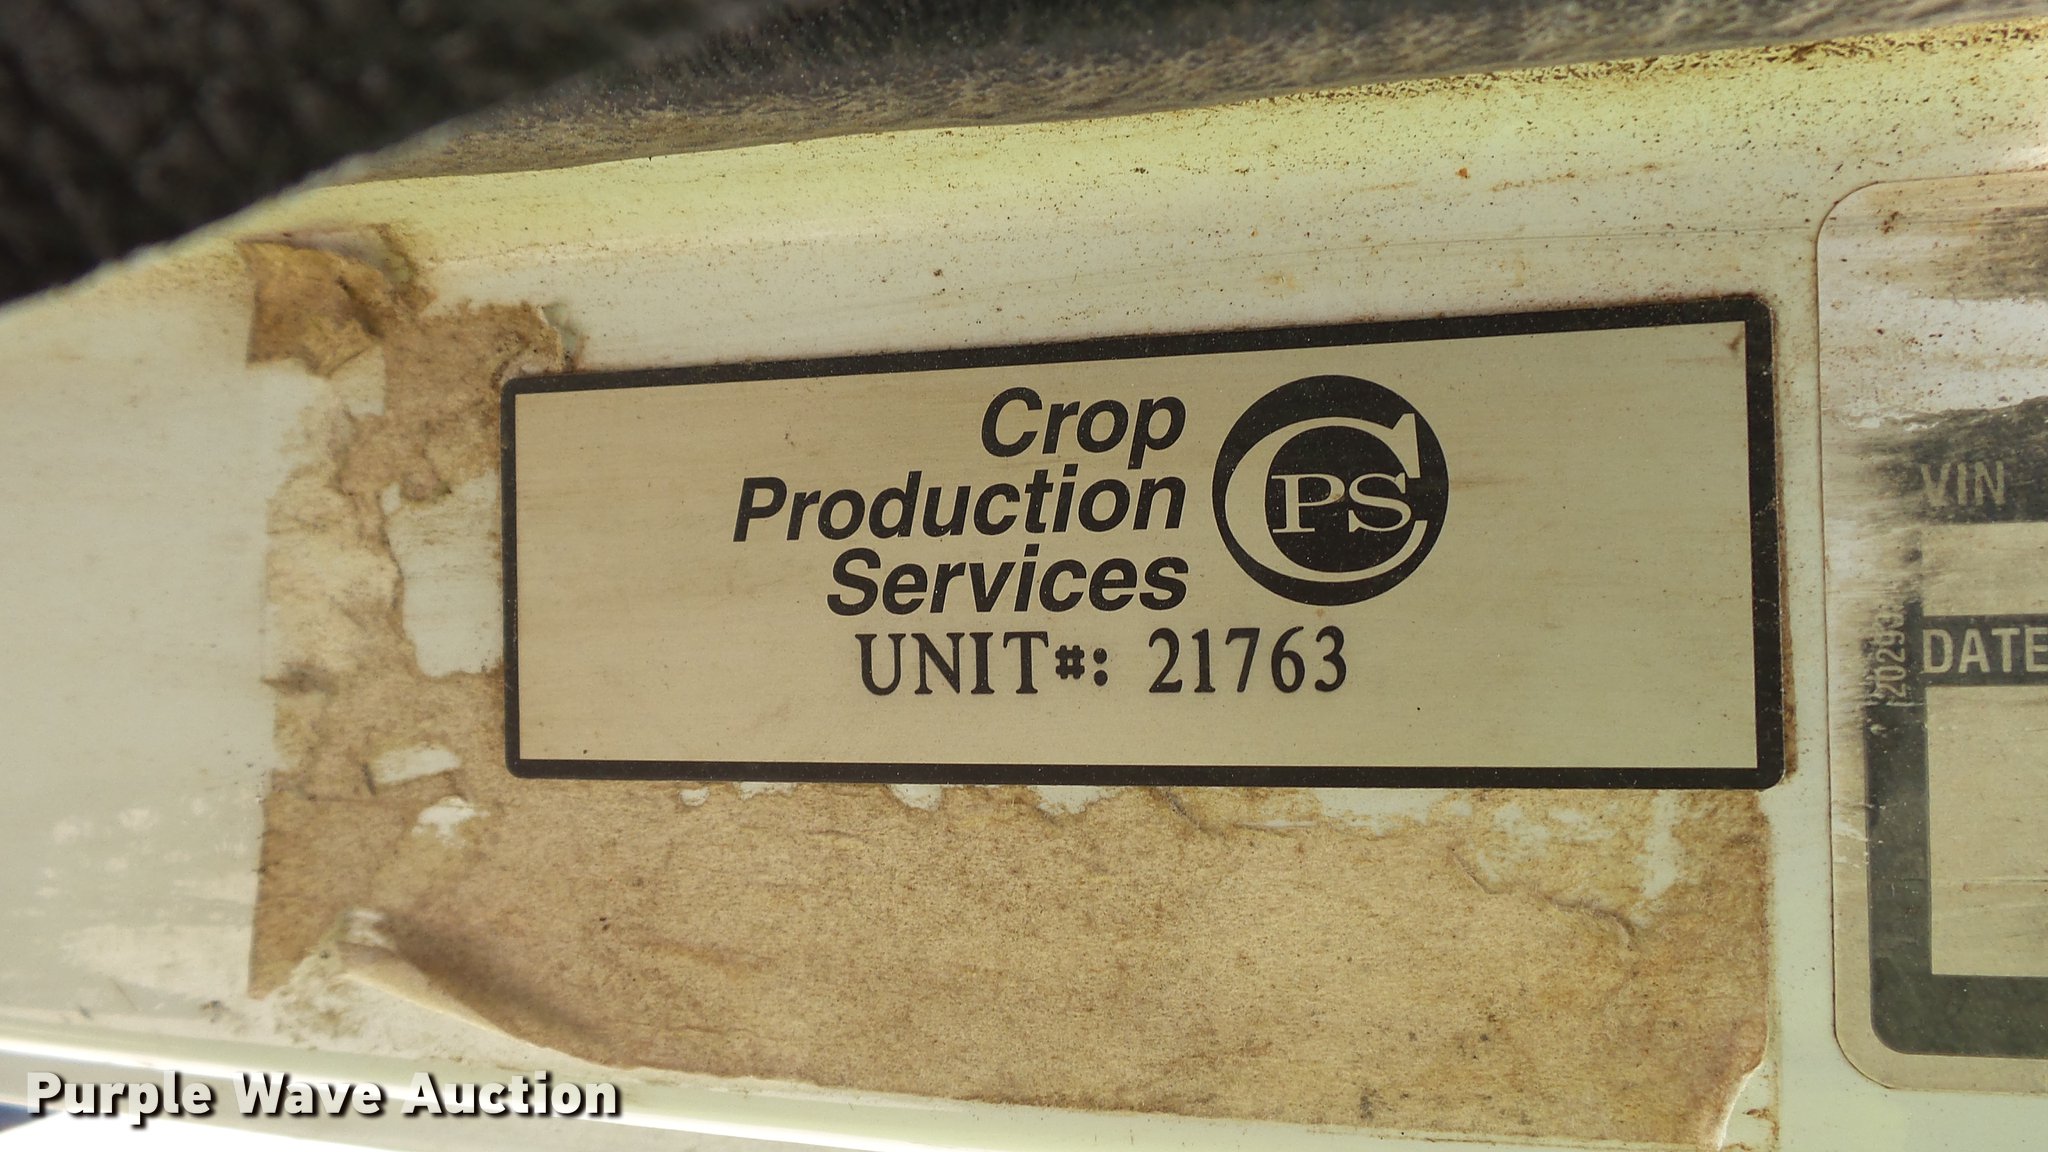 Crop
Production
Services
CPS
UNIT#: 21763
VIN
DATE
Purple Wave Auction